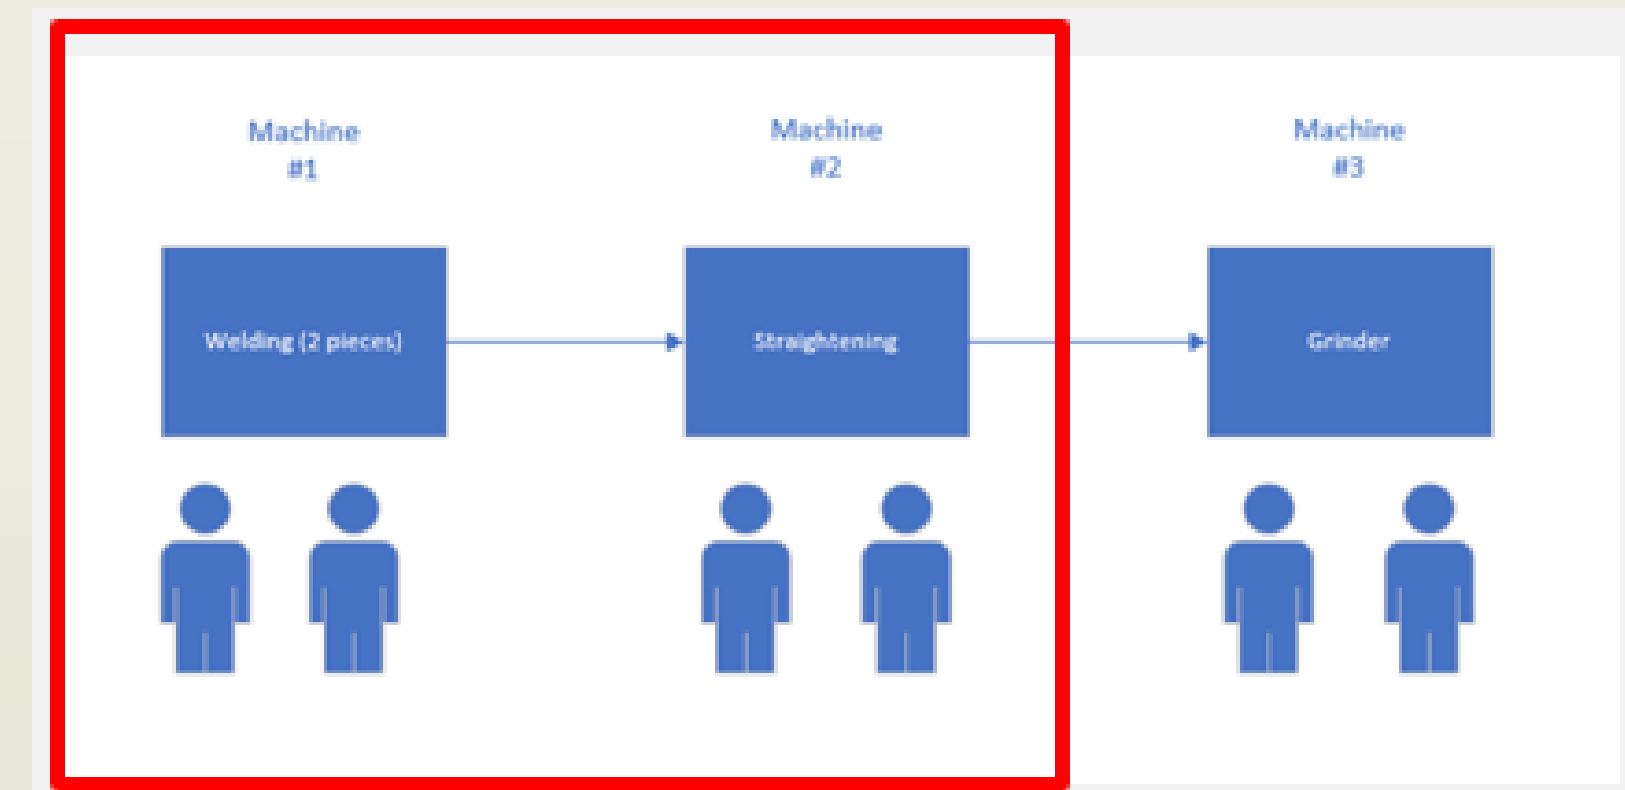 Machine
#1
Machine
#2
Machine
#3
Welding (2 pieces)
Straightening
Grinder